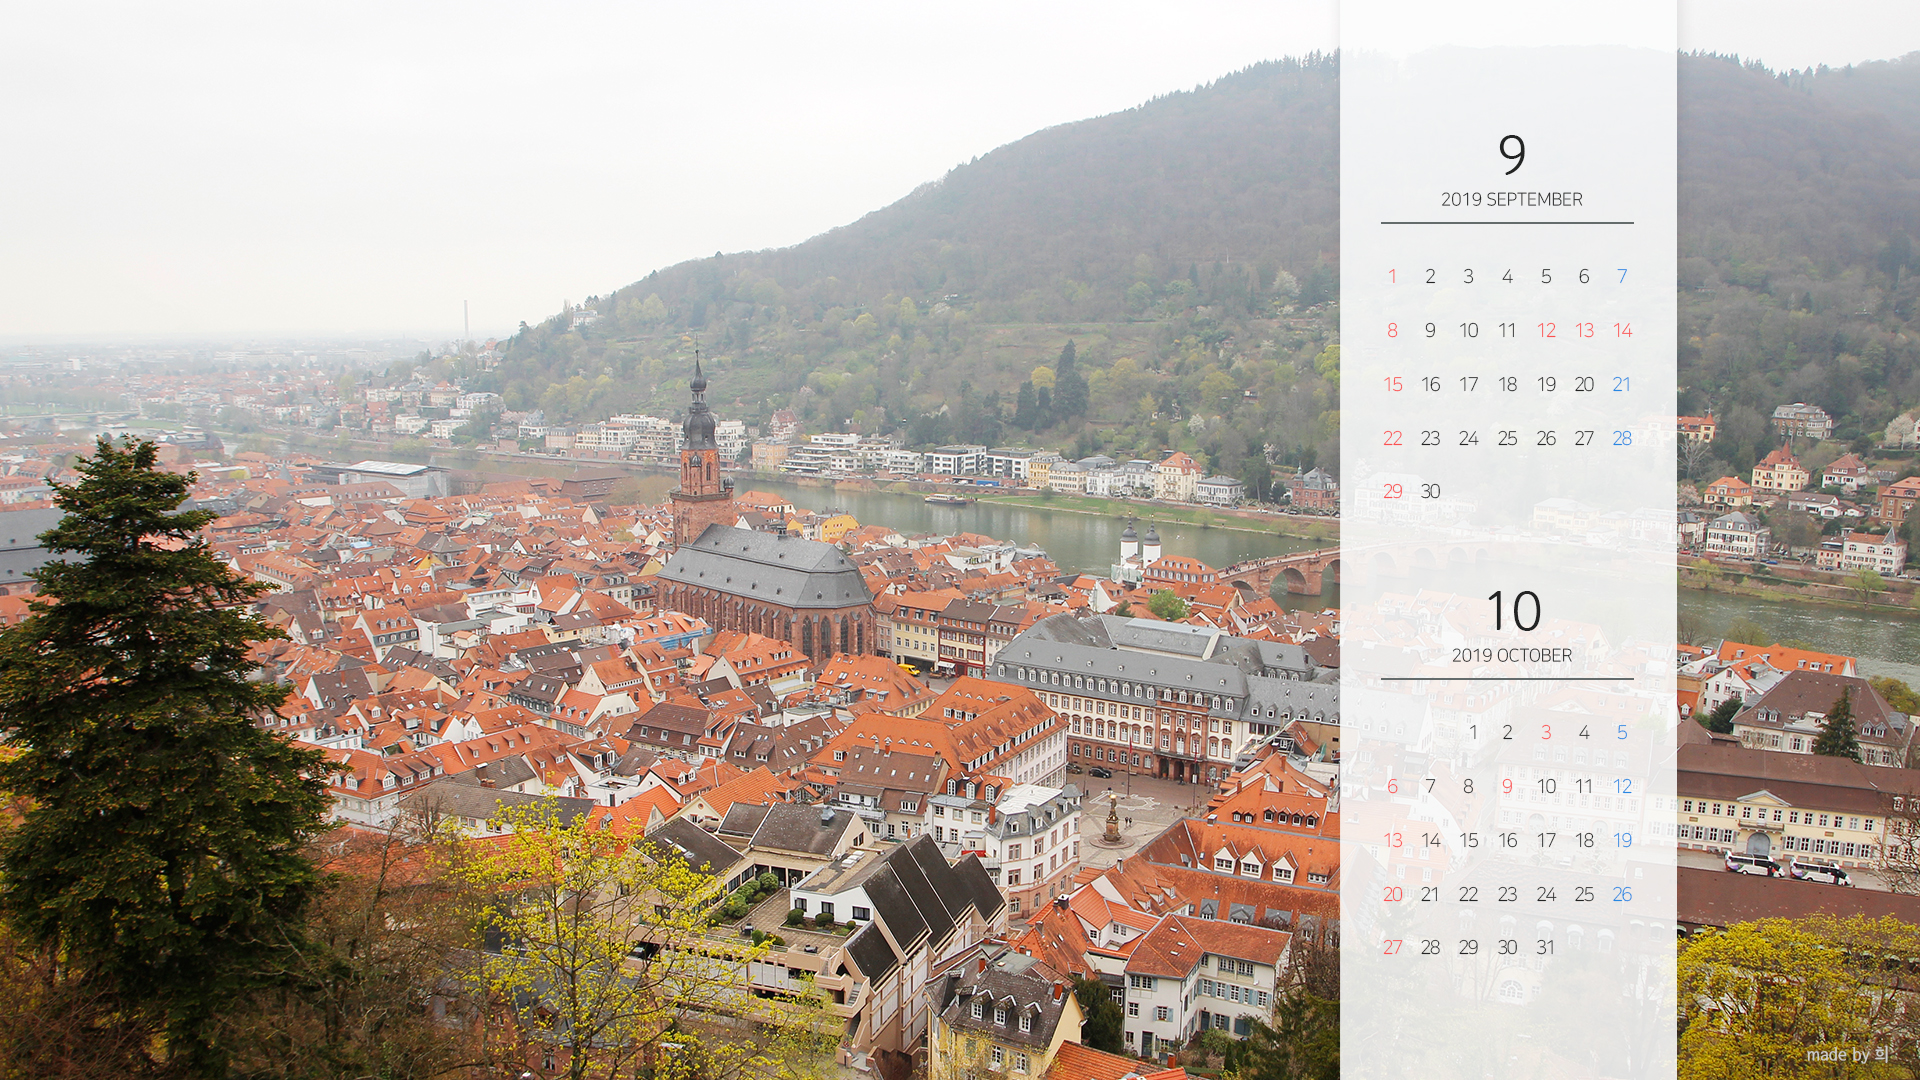 9
2019 SEPTEMBER
1 2 3 4 5 6 7
8 9 10 11 12 13 14
15 16 17 18 19 20 21
22 23 24 25 26 27 28
29 30
10
2019 OCTOBER
1 2 3 4 5
6 7 8 9 10 11 12
13 14 15 16 17 18 19
20 21 22 23 24 25 26
27 28 29 30 31
made by 희